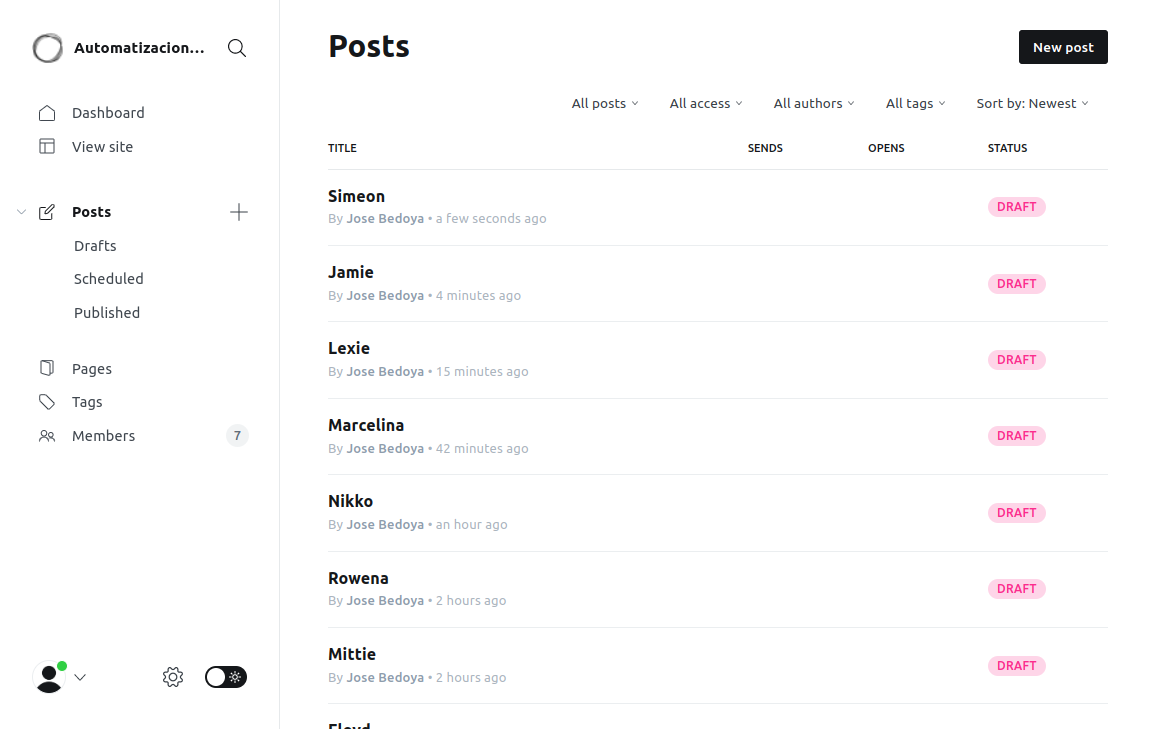 Automatizacion...
Dashboard
View site
Posts
Drafts
Scheduled
Published
Pages
Tags
Members 7
Posts
New post
All posts All access All authors All tags Sort by: Newest
TITLE SENDS OPENS STATUS
Simeon
By Jose Bedoya • a few seconds ago
DRAFT
Jamie
By Jose Bedoya • 4 minutes ago
DRAFT
Lexie
By Jose Bedoya • 15 minutes ago
DRAFT
Marcelina
By Jose Bedoya • 42 minutes ago
DRAFT
Nikko
By Jose Bedoya • an hour ago
DRAFT
Rowena
By Jose Bedoya • 2 hours ago
DRAFT
Mittie
By Jose Bedoya • 2 hours ago
DRAFT
Floyd